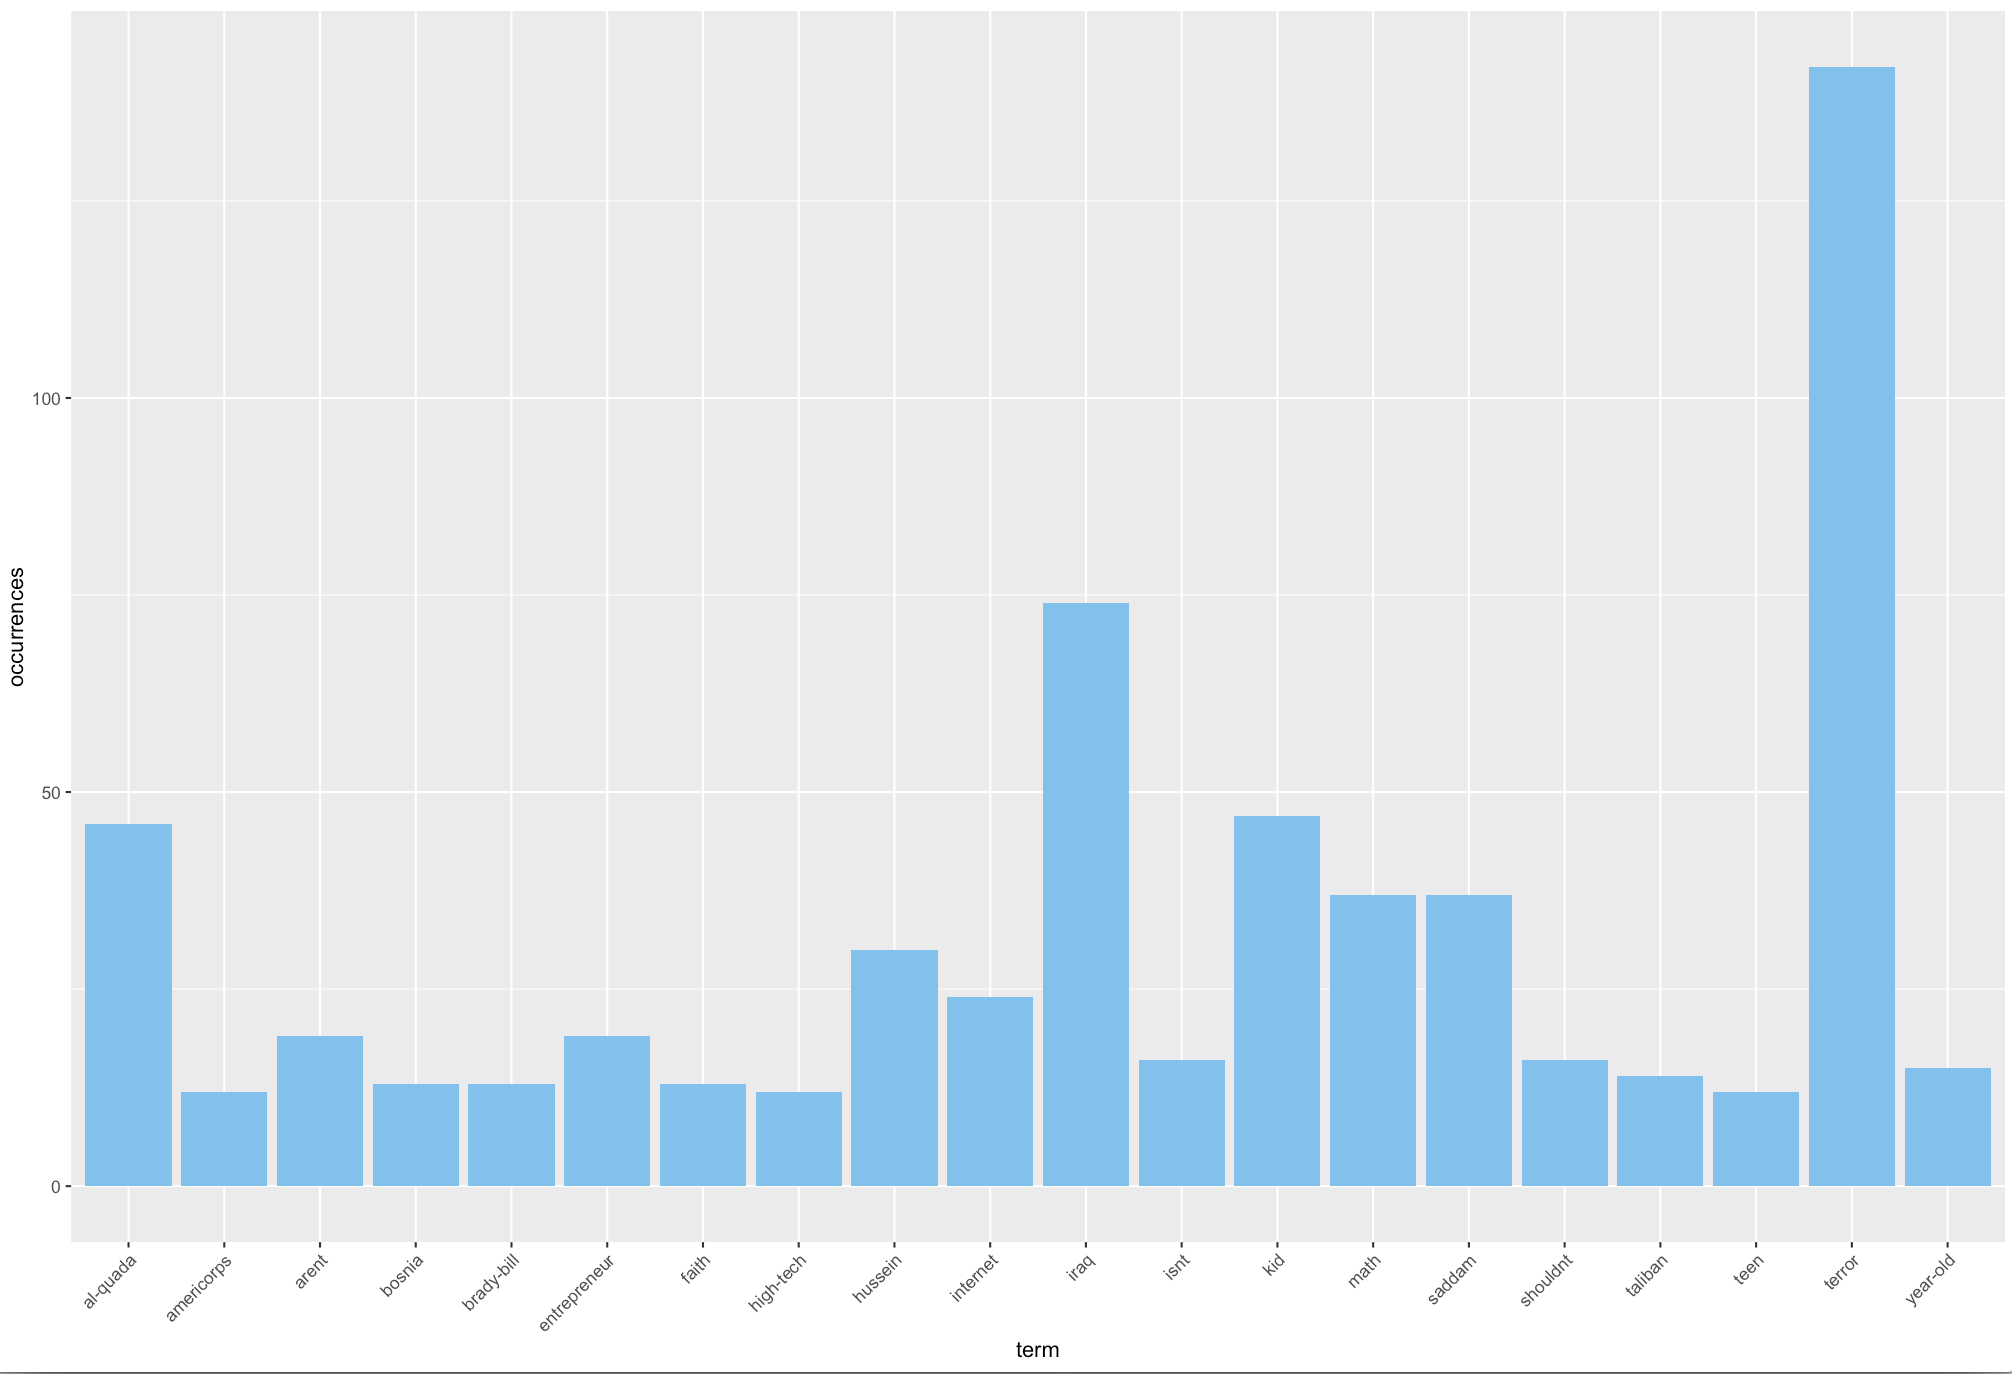 100
50
0
occurrences
al-quada
americorps
arent
bosnia
brady-bill
entrepreneur
faith
high-tech
hussein
internet
iraq
isnt
kid
math
saddam
shouldnt
taliban
teen
terror
year-old
term